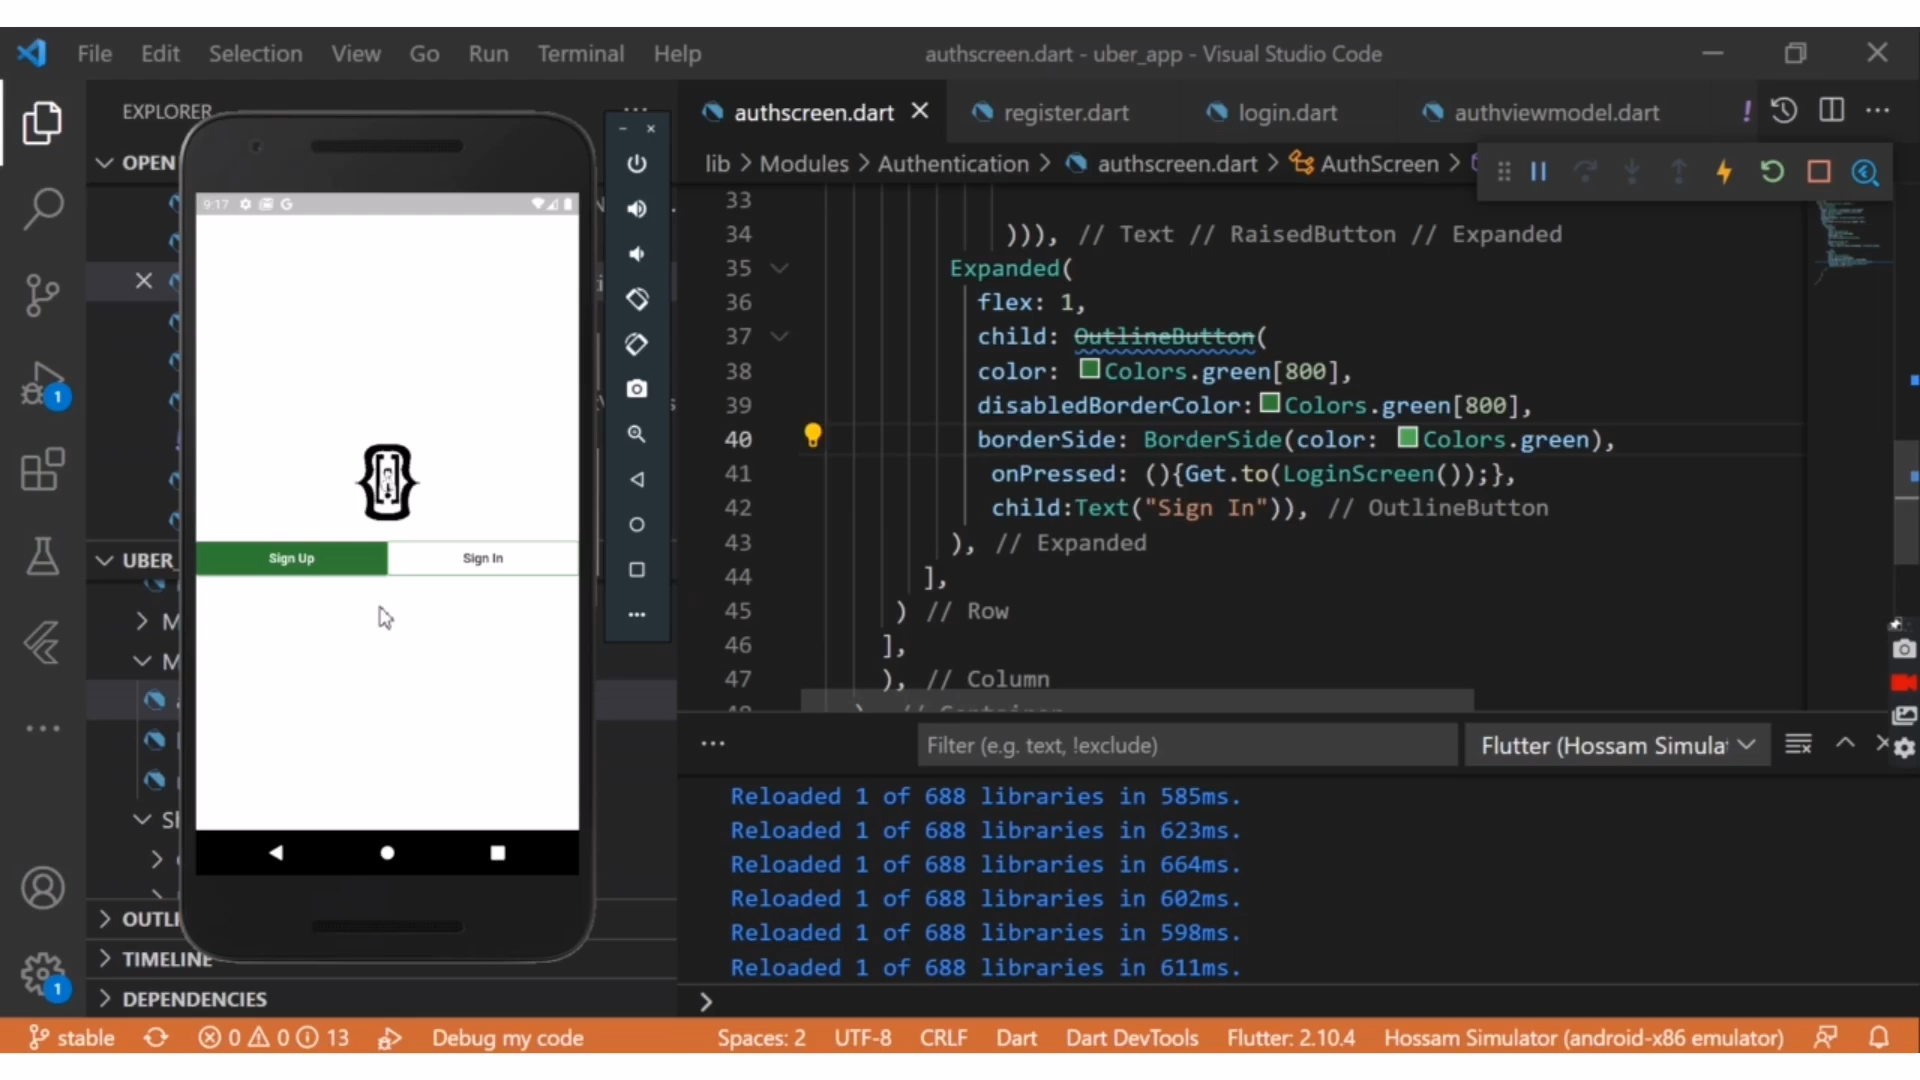 File Edit Selection View Go Run Terminal Help
authscreen.dart - uber_app - Visual Studio Code
EXPLORER
authscreen.dart
register.dart
login.dart
authviewmodel.dart
OPEN
lib > Modules > Authentication > authscreen.dart > AuthScreen >
9:17
33
34 ))), // Text // RaisedButton // Expanded
35 Expanded(
36 flex: 1,
37 child: OutlineButton(
38 color: Colors.green[800],
39 disabledBorderColor: Colors.green[800],
40 borderSide: BorderSide(color: Colors.green),
41 onPressed: (){Get.to(LoginScreen());},
42 child:Text("Sign In")), // OutlineButton
43 ), // Expanded
44 ],
45 ) // Row
46 ],
47 ), // Column
Sign Up
Sign In
UBER_
Filter (e.g. text, !exclude)
Flutter (Hossam Simula
Reloaded 1 of 688 libraries in 585ms.
Reloaded 1 of 688 libraries in 623ms.
Reloaded 1 of 688 libraries in 664ms.
Reloaded 1 of 688 libraries in 602ms.
Reloaded 1 of 688 libraries in 598ms.
Reloaded 1 of 688 libraries in 611ms.
OUTLI
TIMELINE
DEPENDENCIES
1
1
stable
0 0 13
Debug my code
Spaces: 2
UTF-8
CRLF
Dart
Dart DevTools
Flutter: 2.10.4
Hossam Simulator (android-x86 emulator)